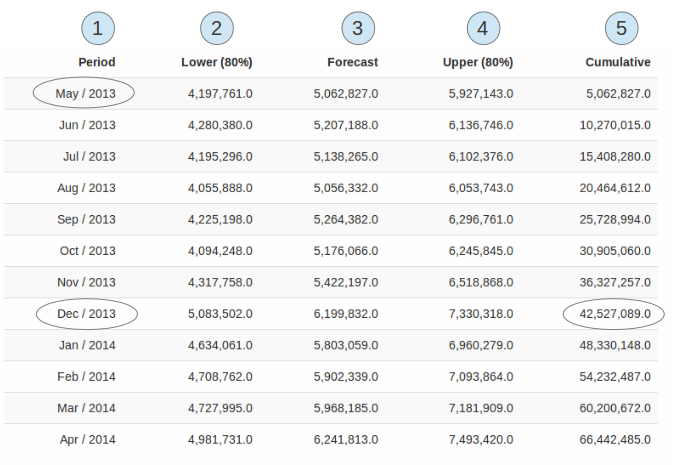 1 2 3 4 5
Period Lower (80%) Forecast Upper (80%) Cumulative
May / 2013 4,197,761.0 5,062,827.0 5,927,143.0 5,062,827.0
Jun / 2013 4,280,380.0 5,207,188.0 6,136,746.0 10,270,015.0
Jul / 2013 4,195,296.0 5,138,265.0 6,102,376.0 15,408,280.0
Aug / 2013 4,055,888.0 5,056,332.0 6,053,743.0 20,464,612.0
Sep / 2013 4,225,198.0 5,264,382.0 6,296,761.0 25,728,994.0
Oct / 2013 4,094,248.0 5,176,066.0 6,245,845.0 30,905,060.0
Nov / 2013 4,317,758.0 5,422,197.0 6,518,868.0 36,327,257.0
Dec / 2013 5,083,502.0 6,199,832.0 7,330,318.0 42,527,089.0
Jan / 2014 4,634,061.0 5,803,059.0 6,960,279.0 48,330,148.0
Feb / 2014 4,708,762.0 5,902,339.0 7,093,864.0 54,232,487.0
Mar / 2014 4,727,995.0 5,968,185.0 7,181,909.0 60,200,672.0
Apr / 2014 4,981,731.0 6,241,813.0 7,493,420.0 66,442,485.0